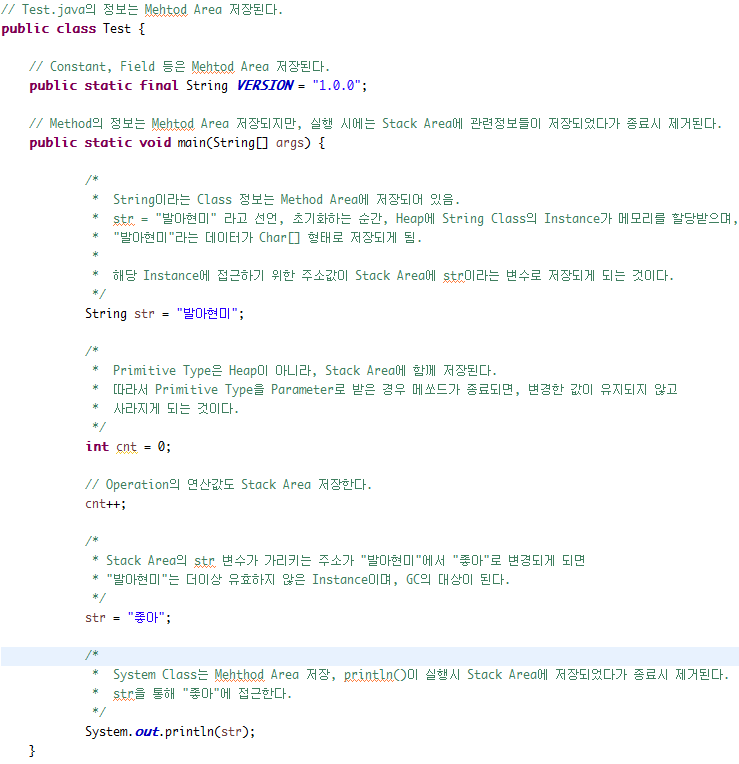 // Test.java의 정보는 Mehtod Area 저장된다.
public class Test {
// Constant, Field 등은 Mehtod Area 저장된다.
public static final String VERSION = "1.0.0";
// Method의 정보는 Mehtod Area 저장되지만, 실행 시에는 Stack Area에 관련정보들이 저장되었다가 종료시 제거된다.
public static void main(String[] args) {
/*
* String이라는 Class 정보는 Method Area에 저장되어 있음.
* str = "발아현미" 라고 선언, 초기화하는 순간, Heap에 String Class의 Instance가 메모리를 할당받으며,
* "발아현미"라는 데이터가 Char[] 형태로 저장되게 됨.
*
* 해당 Instance에 접근하기 위한 주소값이 Stack Area에 str이라는 변수로 저장되게 되는 것이다.
*/
String str = "발아현미";
/*
* Primitive Type은 Heap이 아니라, Stack Area에 함께 저장된다.
* 따라서 Primitive Type을 Parameter로 받은 경우 메쏘드가 종료되면, 변경한 값이 유지되지 않고
* 사라지게 되는 것이다.
*/
int cnt = 0;
// Operation의 연산값도 Stack Area 저장한다.
cnt++;
/*
* Stack Area의 str 변수가 가리키는 주소가 "발아현미"에서 "좋아"로 변경되게 되면
* "발아현미"는 더이상 유효하지 않은 Instance이며, GC의 대상이 된다.
*/
str = "좋아";
/*
* System Class는 Mehthod Area 저장, println()이 실행시 Stack Area에 저장되었다가 종료시 제거된다.
* str을 통해 "좋아"에 접근한다.
*/
System.out.println(str);
}